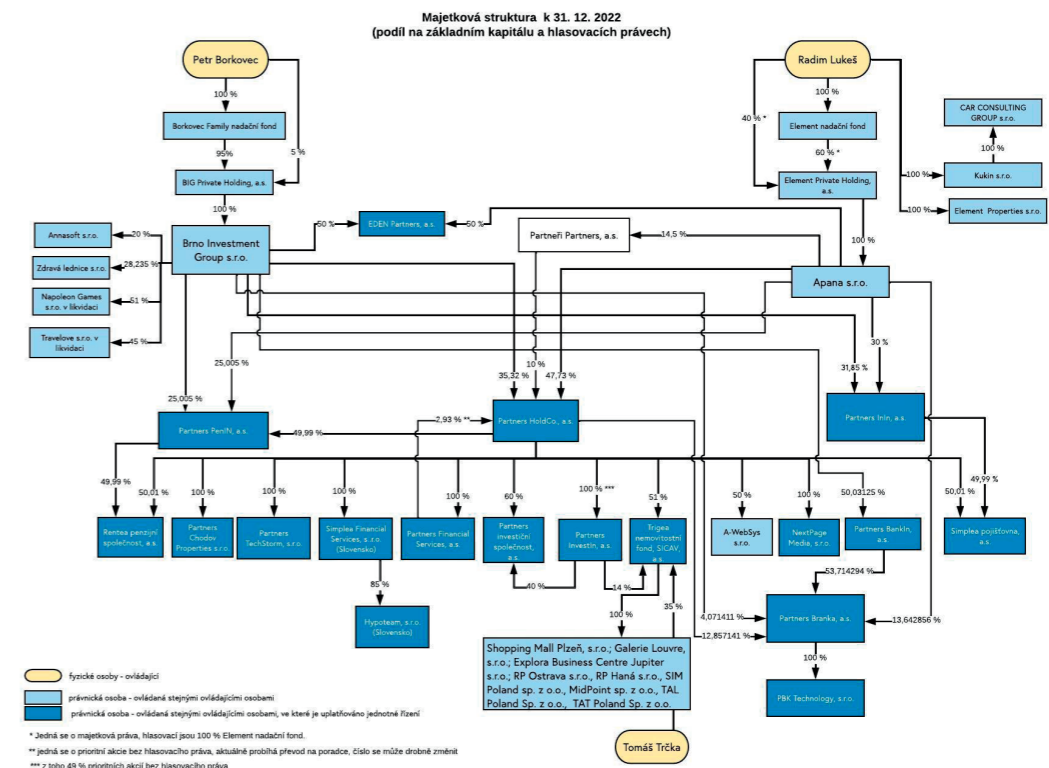 Majetková struktura k 31. 12. 2022
(podíl na základním kapitálu a hlasovacích právech)
Petr Borkovec
Radim Lukeš
100 %
100 %
40 % *
5 %
Borkovec Family nadační fond
Element nadační fond
CAR CONSULTING
GROUP s.r.o.
95%
60 % *
100 %
BIG Private Holding, a.s.
Element Private Holding,
a.s.
100 %
Kukin s.r.o.
100 %
100 %
Element Properties s.r.o.
EDEN Partners, a.s.
50 %
50 %
Annasoft s.r.o.
20 %
Brno Investment
Group s.r.o.
Partneři Partners, a.s.
14,5 %
100 %
Zdravá lednice s.r.o.
28,235 %
Apana s.r.o.
Napoleon Games
s.r.o. v likvidaci
51 %
Travelove s.r.o. v
likvidaci
45 %
30 %
25,005 %
10 %
31,85 %
35,32 %
47,73 %
25,005 %
Partners PenIN, a.s.
49,99 %
2,93 % **
Partners HoldCo., a.s.
Partners InIn, a.s.
49,99 %
50,01 %
100 %
100 %
100 %
100 %
60 %
100 % ***
51 %
50 %
100 %
50,03125 %
50,01 %
49,99 %
Rentea penzijní
společnost, a.s.
Partners
Chodov
Properties s.r.o.
Partners
TechStorm, s.r.o.
Simplea Financial
Services, s.r.o.
(Slovensko)
Partners Financial
Services, a.s.
Partners
investiční
společnost,
a.s.
Partners
InvestIn, a.s.
Trigea
nemovitostní
fond, SICAV,
a.s.
A-WebSys
s.r.o.
NextPage
Media, s.r.o.
Partners BankIn,
a.s.
Simplea pojišťovna,
a.s.
40 %
14 %
85 %
53,714294 %
100 %
35 %
4,071411 %
12,857141 %
13,642856 %
Hypoteam, s.r.o.
(Slovensko)
Partners Branka, a.s.
Shopping Mall Plzeň, s.r.o.; Galerie Louvre,
s.r.o.; Explora Business Centre Jupiter
s.r.o.; RP Ostrava s.r.o., RP Haná s.r.o., SIM
Poland sp. z o.o., MidPoint sp. z o.o., TAL
Poland Sp. z o.o., TAT Poland Sp. z o.o.
100 %
PBK Technology, s.r.o.
Tomáš Trčka
fyzické osoby - ovládající
právnická osoba - ovládaná stejnými ovládajícími osobami
právnická osoba - ovládaná stejnými ovládajícími osobami, ve které je uplatňováno jednotné řízení
* Jedná se o majetková práva, hlasovací jsou 100 % Element nadační fond.
** jedná se o prioritní akcie bez hlasovacího práva, aktuálně probíhá převod na poradce, číslo se může drobně změnit
*** z toho 49 % prioritních akcií bez hlasovacího práva